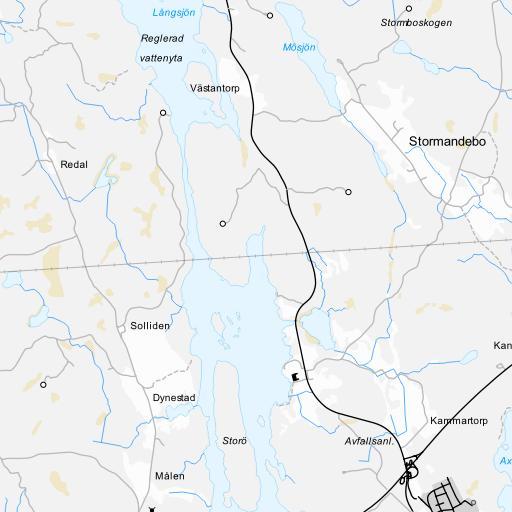 Långsjön
Stormboskogen
Reglerad
vattenyta
Mösjön
Västantorp
Stormandebo
Redal
Solliden
Kan
Dynestad
Kammartorp
Storö
Avfallsanl.
Ax
Målen